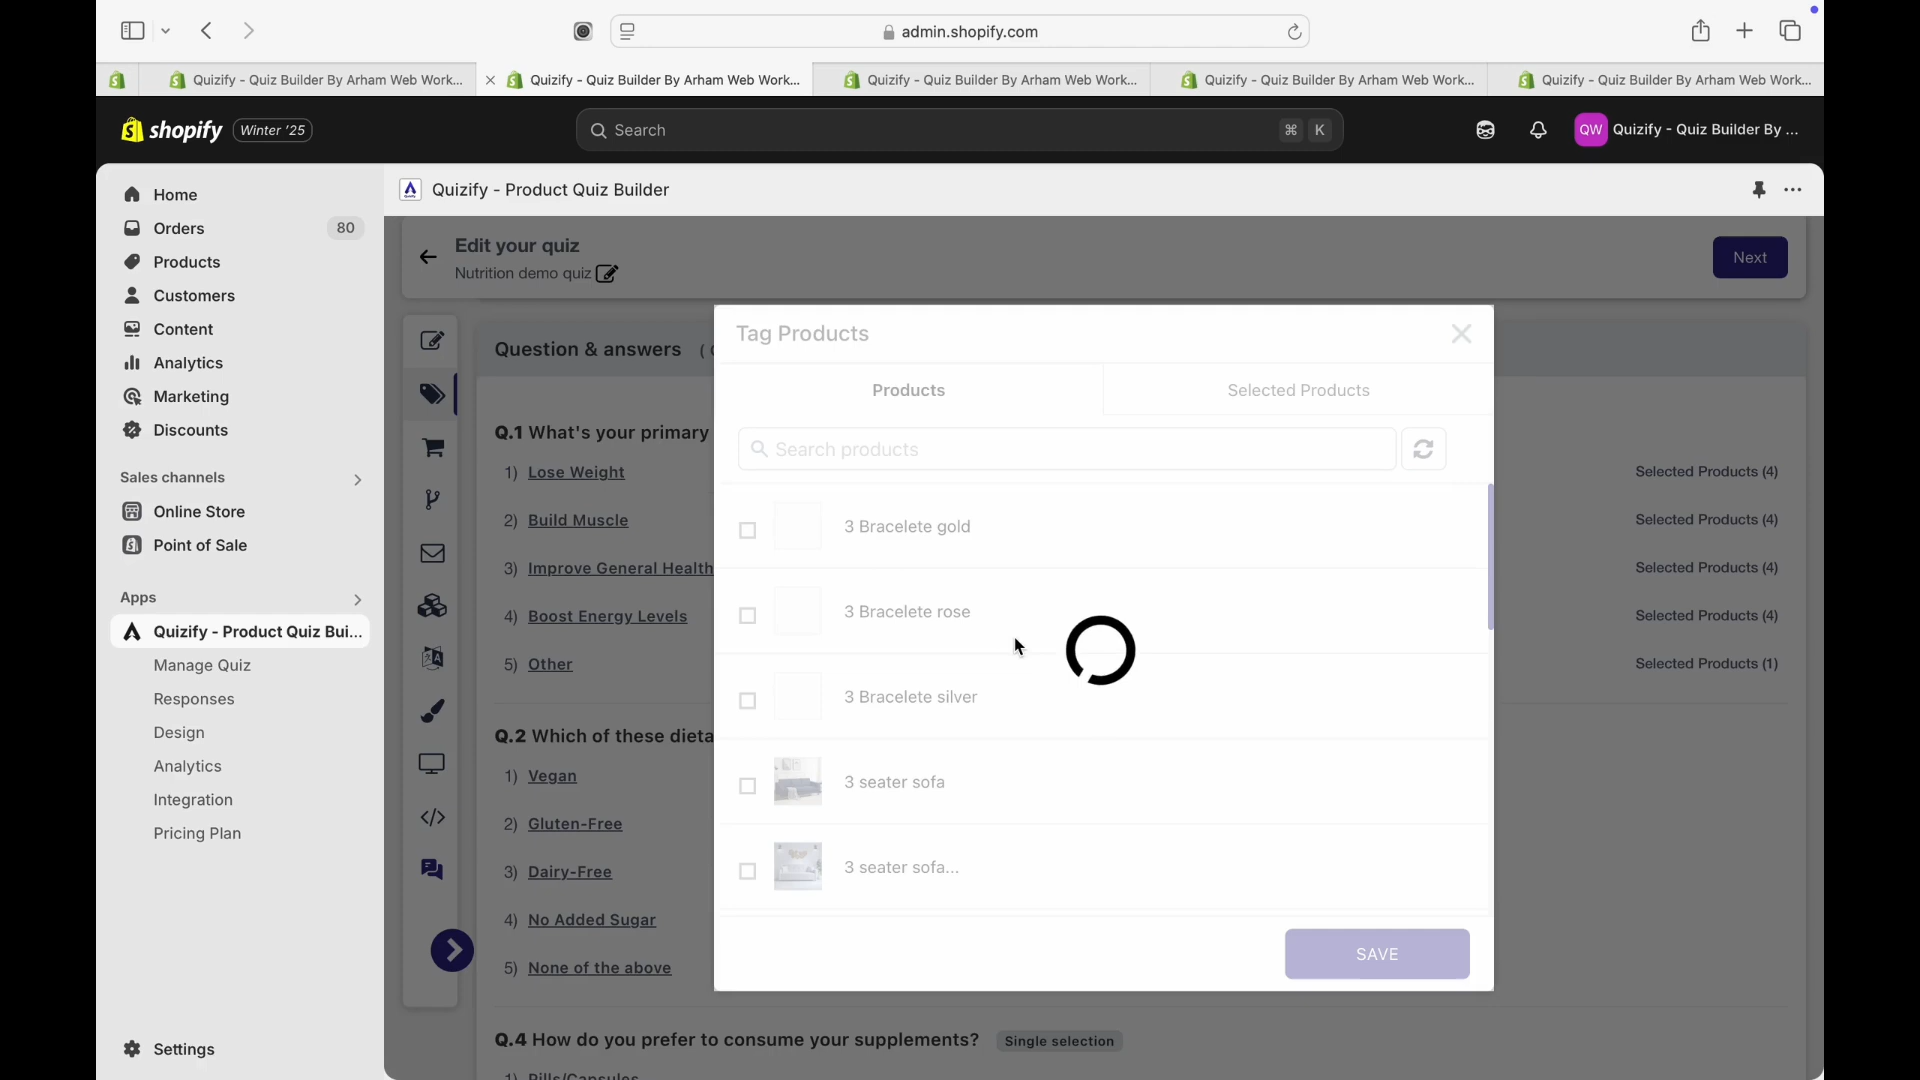 admin.shopify.com
Quizify - Quiz Builder By Arham Web Work...
Quizify - Quiz Builder By Arham Web Work...
Quizify - Quiz Builder By Arham Web Work...
Quizify - Quiz Builder By Arham Web Work...
Quizify - Quiz Builder By Arham Web Work...
shopify Winter '25
Search
⌘ K
QW Quizify - Quiz Builder By ...
Home
Orders 80
Products
Customers
Content
Analytics
Marketing
Discounts
Sales channels
Online Store
Point of Sale
Apps
Quizify - Product Quiz Bui...
Manage Quiz
Responses
Design
Analytics
Integration
Pricing Plan
Settings
Quizify - Product Quiz Builder
Edit your quiz
Nutrition demo quiz
Next
Question & answers (
Q.1 What's your primary
1) Lose Weight Selected Products (4)
2) Build Muscle Selected Products (4)
3) Improve General Health Selected Products (4)
4) Boost Energy Levels Selected Products (4)
5) Other Selected Products (1)
Q.2 Which of these dieta
1) Vegan
2) Gluten-Free
3) Dairy-Free
4) No Added Sugar
5) None of the above
Q.4 How do you prefer to consume your supplements? Single selection
1) Pills/Capsules
Tag Products
Products
Selected Products
Search products
3 Bracelete gold
3 Bracelete rose
3 Bracelete silver
3 seater sofa
3 seater sofa...
SAVE